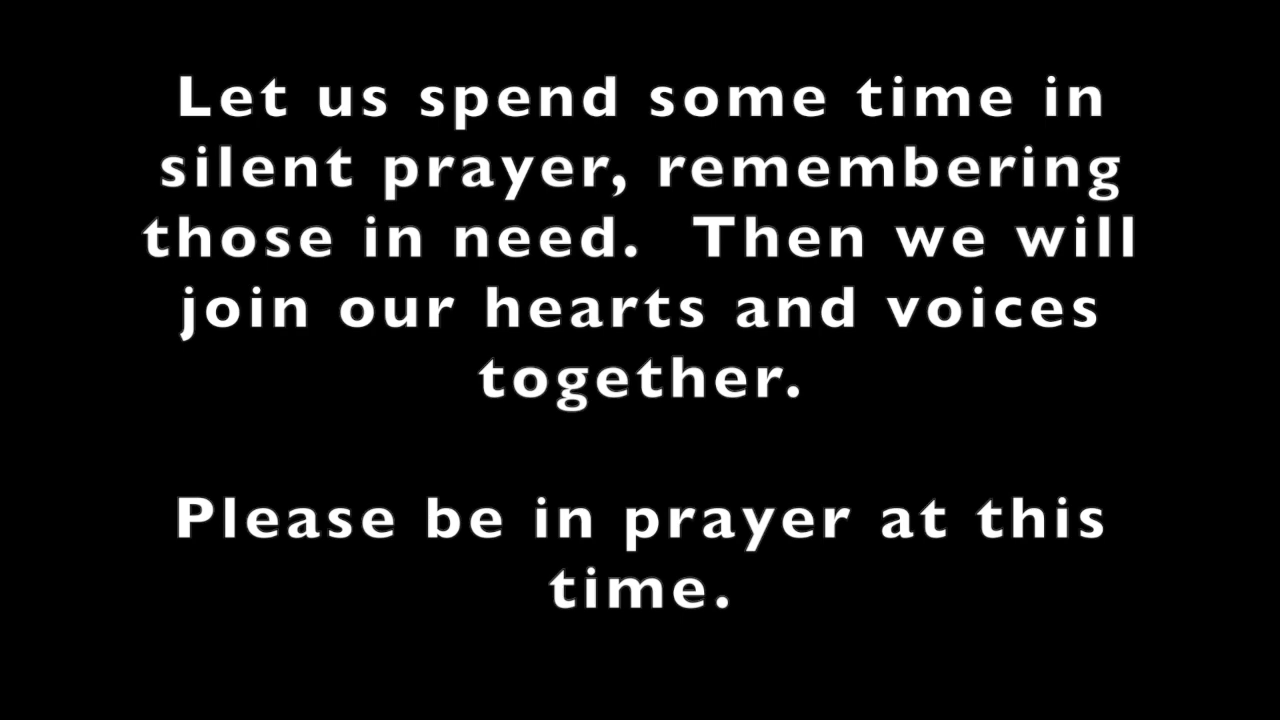 Let us spend some time in
silent prayer, remembering
those in need.  Then we will
join our hearts and voices
together.
Please be in prayer at this
time.